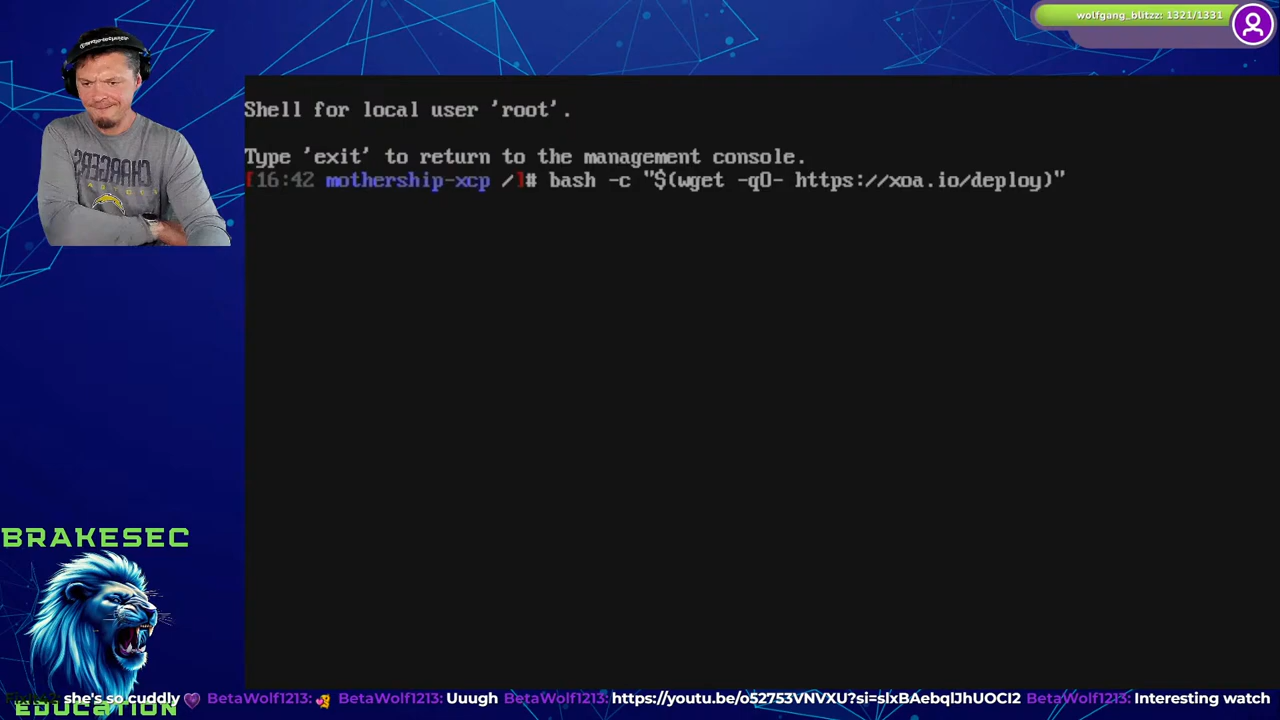 wolfgang_blitzz: 1321/1331
Shell for local user 'root'.
Type 'exit' to return to the management console.
[16:42 mothership-xcp /]# bash -c "$(wget -qO- https://xoa.io/deploy)"
CHARGERS
BRAKESEC
EDUCATION
she's so cuddly 💜 BetaWolf1213: BetaWolf1213: Uuugh BetaWolf1213: https://youtu.be/o52753VNVXU?si=slxBAebqlJhUOCI2 BetaWolf1213: Interesting watch